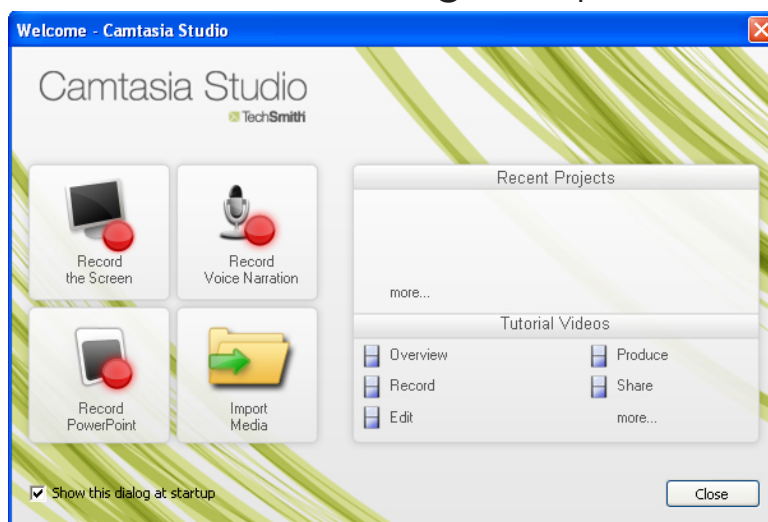 Welcome - Camtasia Studio
Camtasia Studio
TechSmith
Record
the Screen
Record
Voice Narration
Record
PowerPoint
Import
Media
Recent Projects
more...
Tutorial Videos
Overview
Produce
Record
Share
Edit
more...
Show this dialog at startup
Close